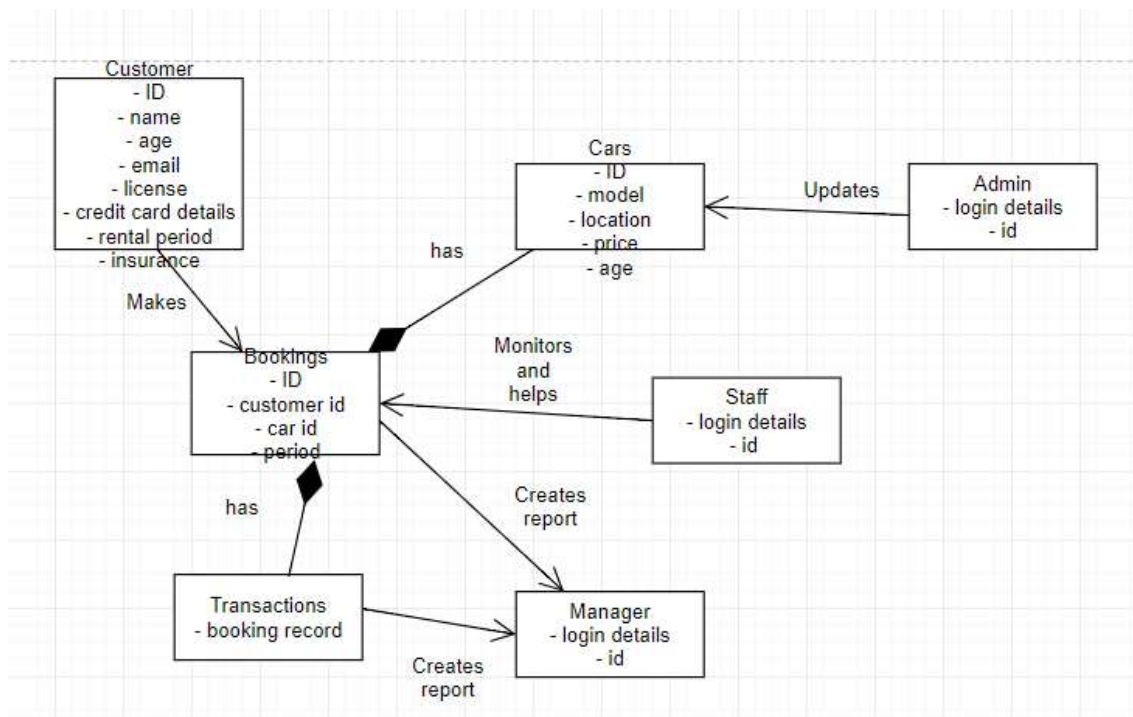 Customer
- ID
- name
- age
- email
- license
- credit card details
- rental period
- insurance
Makes
Cars
- ID
- model
- location
- price
- age
Updates
Admin
- login details
- id
has
Bookings
- ID
- customer id
- car id
- period
Monitors
and
helps
Staff
- login details
- id
has
Creates
report
Transactions
- booking record
Creates
report
Manager
- login details
- id